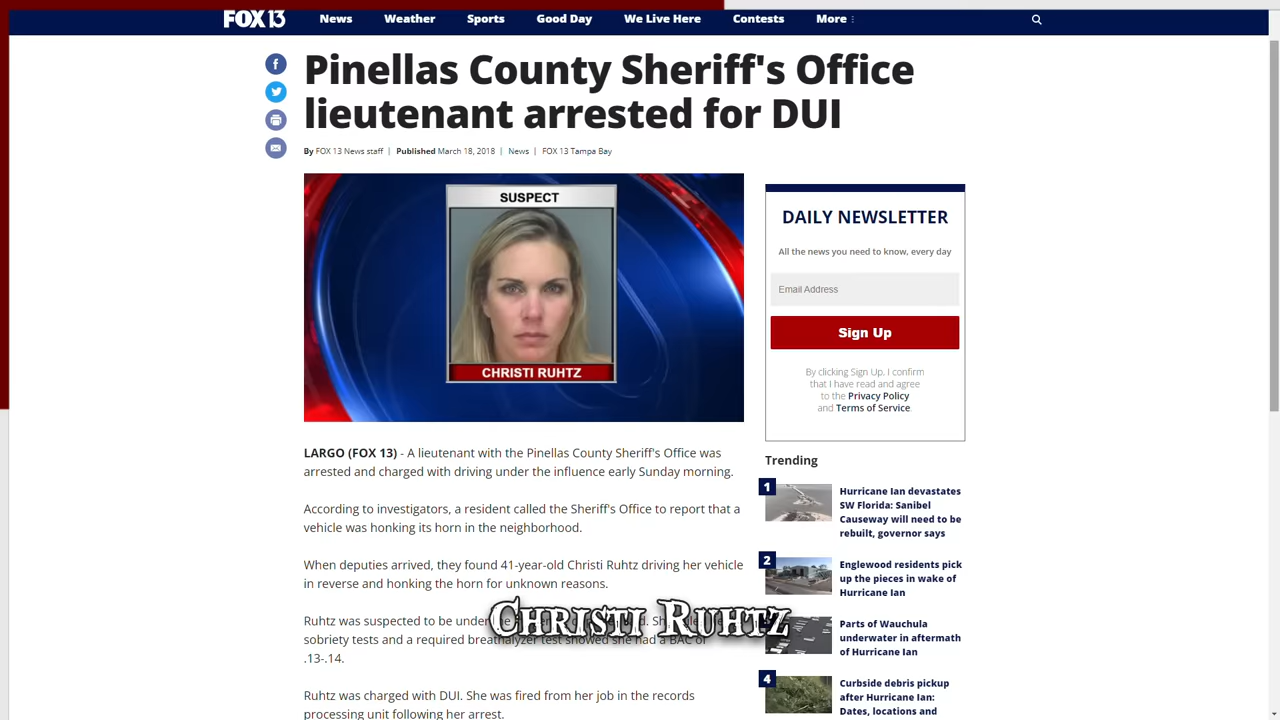 FOX 13
News Weather Sports Good Day We Live Here Contests More
Pinellas County Sheriff's Office
lieutenant arrested for DUI
By FOX 13 News staff | Published March 18, 2018 | News | FOX 13 Tampa Bay
SUSPECT
CHRISTI RUHTZ
LARGO (FOX 13) - A lieutenant with the Pinellas County Sheriff's Office was
arrested and charged with driving under the influence early Sunday morning.
According to investigators, a resident called the Sheriff's Office to report that a
vehicle was honking its horn in the neighborhood.
When deputies arrived, they found 41-year-old Christi Ruhtz driving her vehicle
in reverse and honking the horn for unknown reasons.
Ruhtz was suspected to be
Christi Ruhtz
sobriety tests and a required breathalyzer test showed she had a BAC of
.13-.14.
Ruhtz was charged with DUI. She was fired from her job in the records
processing unit following her arrest.
DAILY NEWSLETTER
All the news you need to know, every day
Email Address
Sign Up
By clicking Sign Up, I confirm
that I have read and agree
to the Privacy Policy
and Terms of Service.
Trending
1
Hurricane Ian devastates
SW Florida: Sanibel
Causeway will need to be
rebuilt, governor says
2
Englewood residents pick
up the pieces in wake of
Hurricane Ian
Parts of Wauchula
underwater in aftermath
of Hurricane Ian
4
Curbside debris pickup
after Hurricane Ian:
Dates, locations and